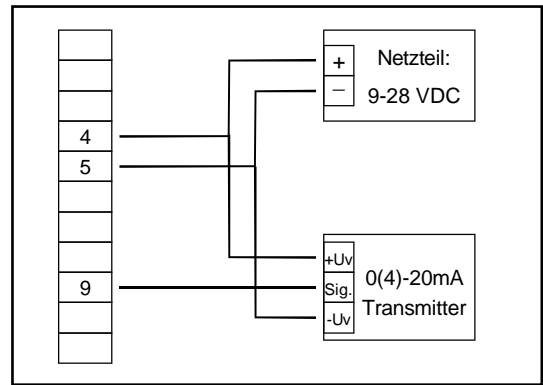 4
5
9
+
−
Netzteil:
9-28 VDC
+Uv
Sig.
-Uv
0(4)-20mA
Transmitter